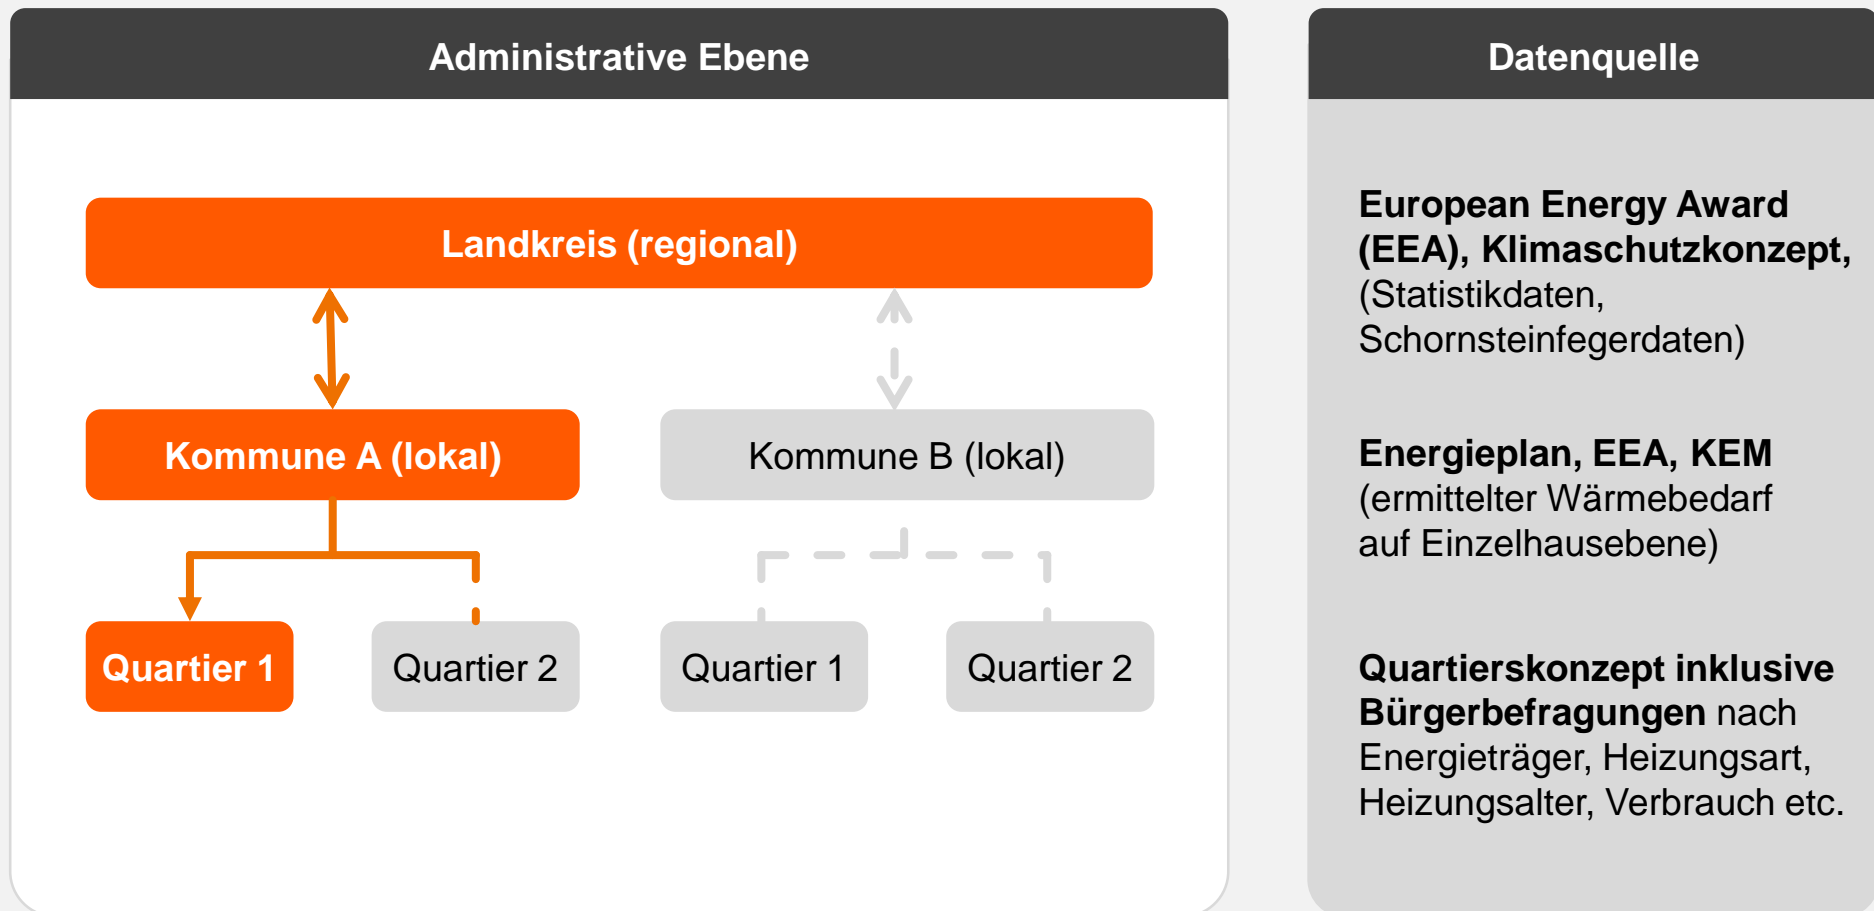 Administrative Ebene
Landkreis (regional)
Kommune A (lokal)
Kommune B (lokal)
Quartier 1
Quartier 2
Quartier 1
Quartier 2
Datenquelle
European Energy Award
(EEA), Klimaschutzkonzept,
(Statistikdaten,
Schornsteinfegerdaten)
Energieplan, EEA, KEM
(ermittelter Wärmebedarf
auf Einzelhausebene)
Quartierskonzept inklusive
Bürgerbefragungen nach
Energieträger, Heizungsart,
Heizungsalter, Verbrauch etc.